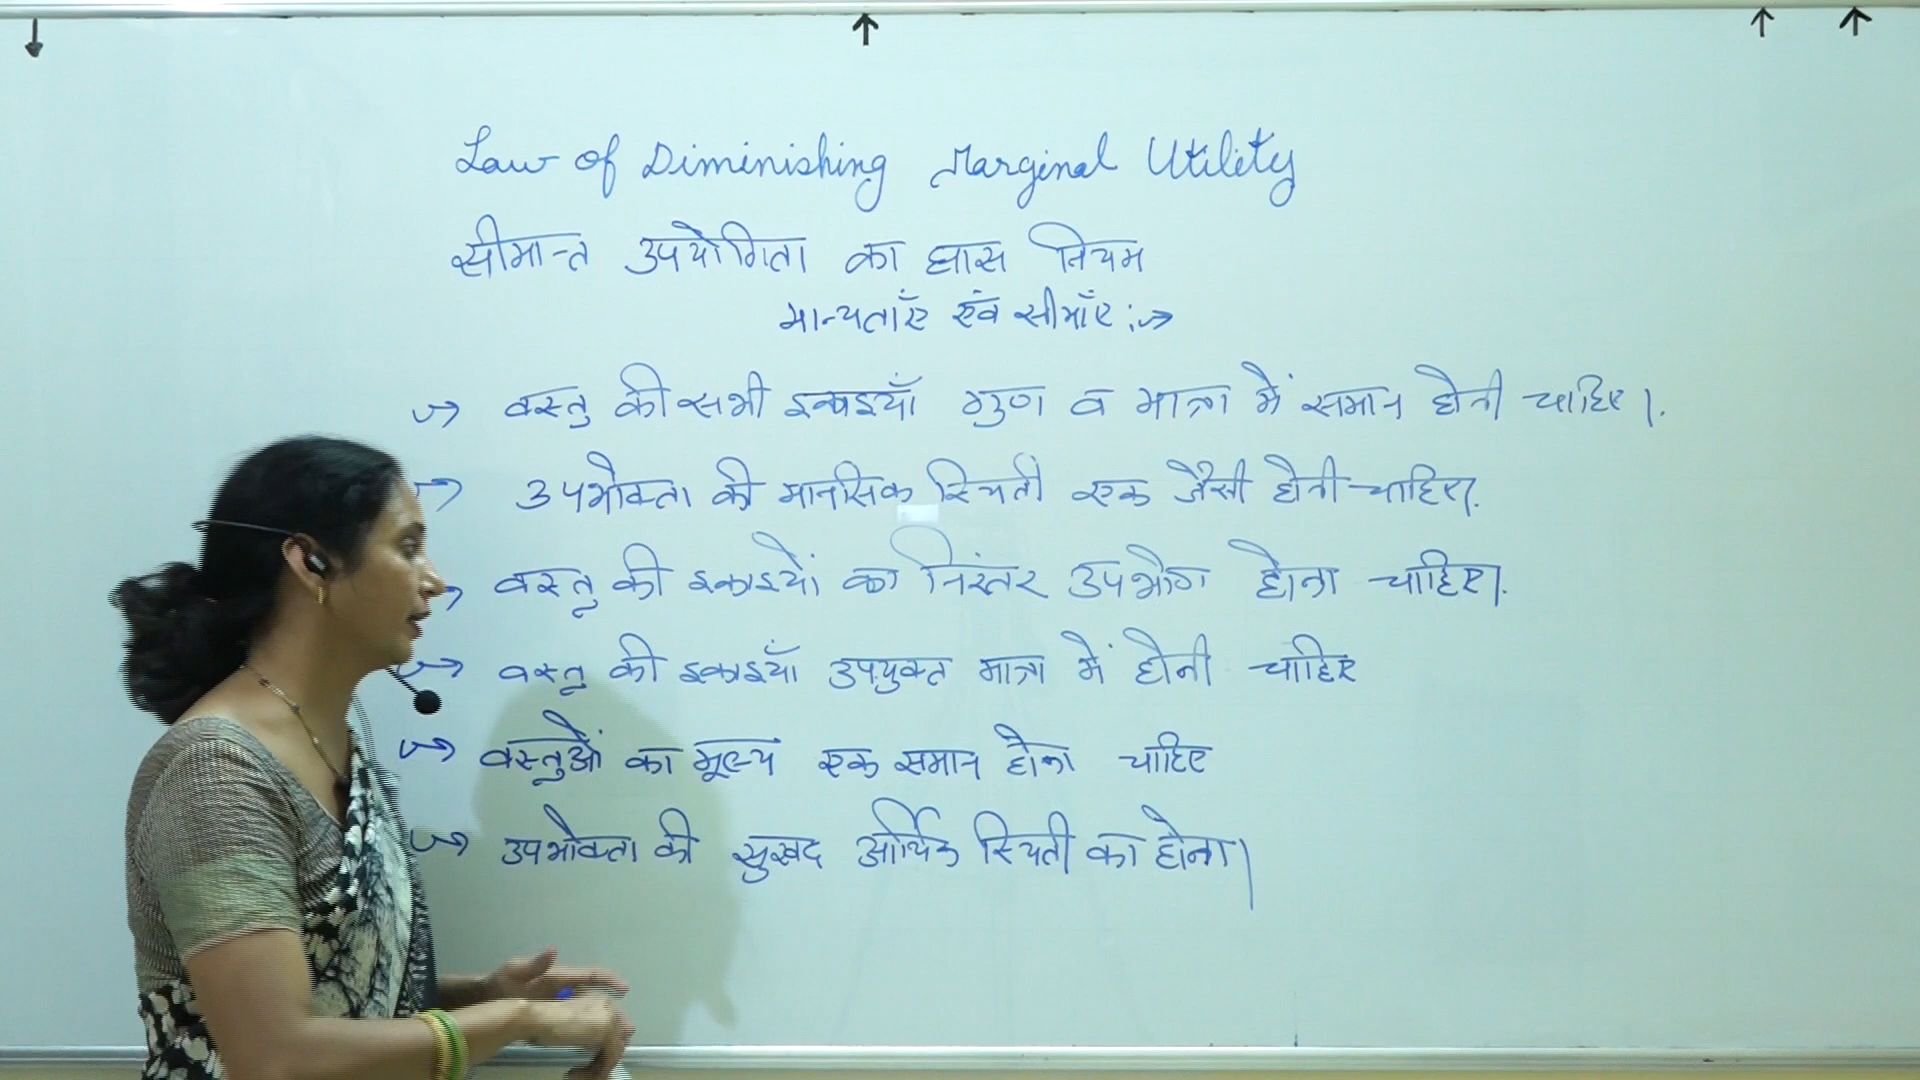 Law of Diminishing Marginal Utility
सीमान्त उपयोगिता का ह्रास नियम
मान्यताएँ एंव सीमाँए :→
→ वस्तु की सभी इकाइयाँ गुण व मात्रा में समान होनी चाहिए।
→ उपभोक्ता की मानसिक स्थिती एक जैसी होनी चाहिए।
→ वस्तु की इकाइयों का निरंतर उपभोग होना चाहिए।
→ वस्तु की इकाइयाँ उपयुक्त मात्रा में होनी चाहिए
→ वस्तुओं का मूल्य एक समान होना चाहिए
→ उपभोक्ता की सुखद आर्थिक स्थिती का होना।